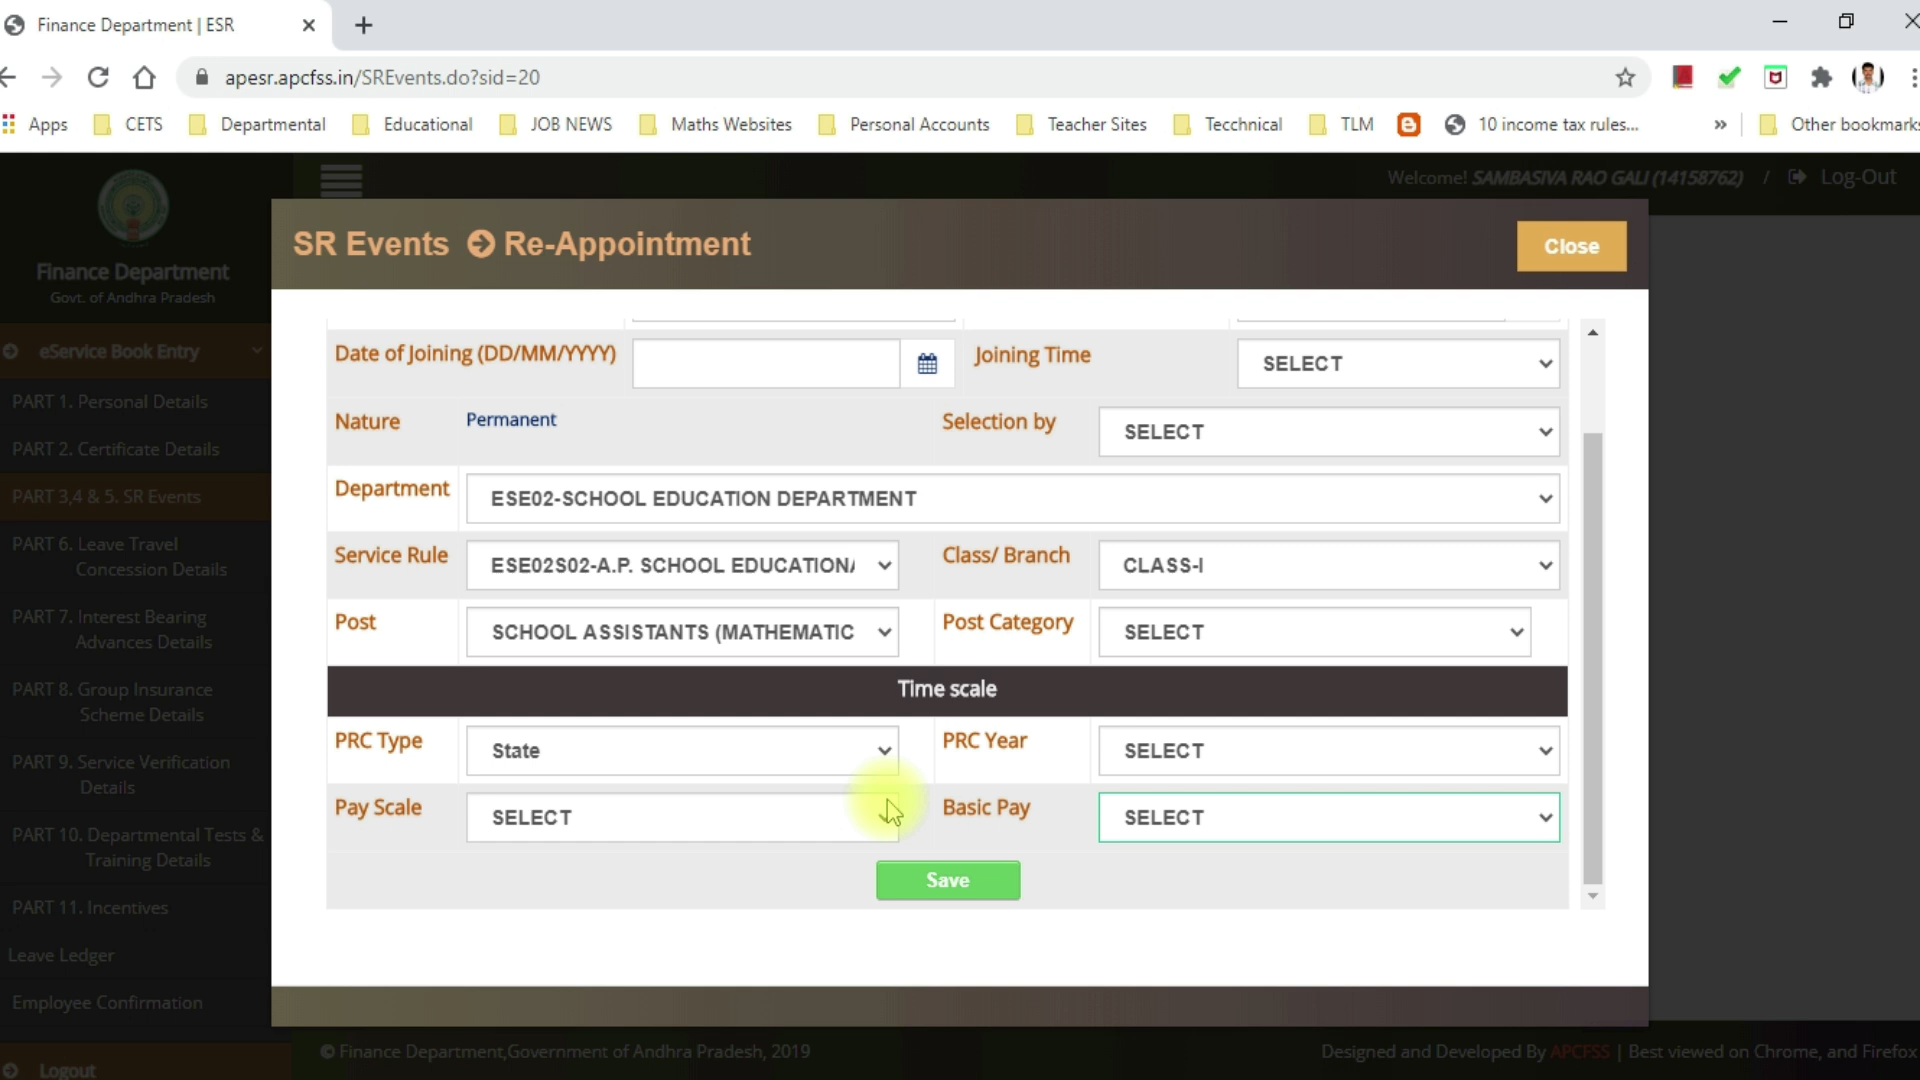 Finance Department | ESR
apesr.apcfss.in/SREvents.do?sid=20
Apps CETS Departmental Educational JOB NEWS Maths Websites Personal Accounts Teacher Sites Tecchnical TLM 10 income tax rules... » Other bookmarks
Welcome! SAMBASIVA RAO GALI (14158762) / Log-Out
Finance Department
Govt. of Andhra Pradesh
eService Book Entry
PART 1. Personal Details
PART 2. Certificate Details
PART 3,4 & 5. SR Events
PART 6. Leave Travel
Concession Details
PART 7. Interest Bearing
Advances Details
PART 8. Group Insurance
Scheme Details
PART 9. Service Verification
Details
PART 10. Departmental Tests &
Training Details
PART 11. Incentives
Leave Ledger
Employee Confirmation
Logout
SR Events Re-Appointment
Close
Date of Joining (DD/MM/YYYY) Joining Time SELECT
Nature Permanent Selection by SELECT
Department ESE02-SCHOOL EDUCATION DEPARTMENT
Service Rule ESE02S02-A.P. SCHOOL EDUCATION Class/ Branch CLASS-I
Post SCHOOL ASSISTANTS (MATHEMATIC Post Category SELECT
Time scale
PRC Type State PRC Year SELECT
Pay Scale SELECT Basic Pay SELECT
Save
© Finance Department,Government of Andhra Pradesh, 2019
Designed and Developed By APCFSS | Best viewed on Chrome, and Firefox